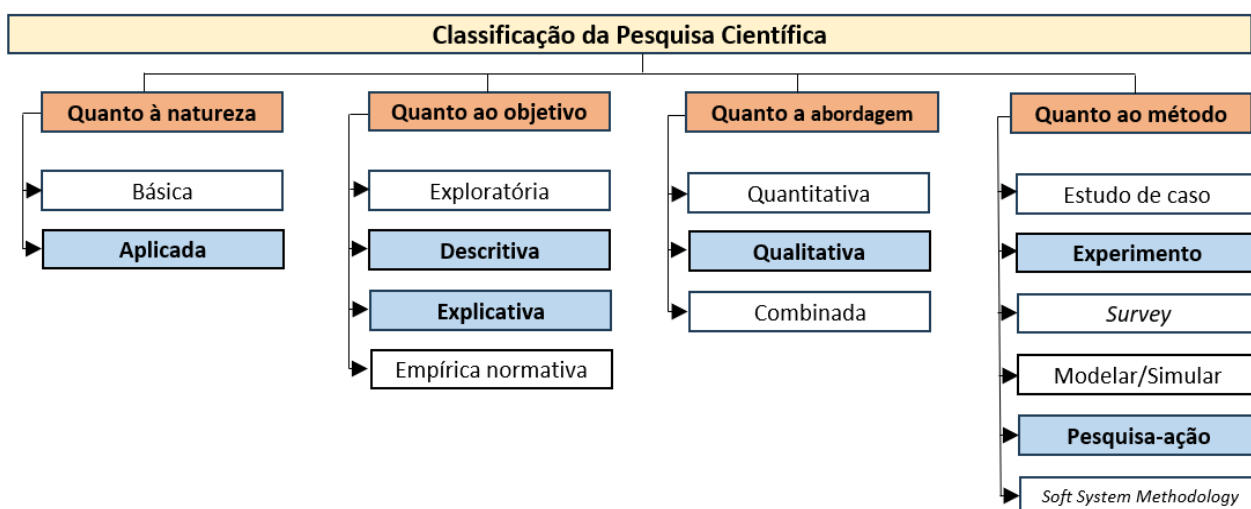 Classificação da Pesquisa Científica
Quanto à natureza
Básica
Aplicada
Quanto ao objetivo
Exploratória
Descritiva
Explicativa
Empírica normativa
Quanto a abordagem
Quantitativa
Qualitativa
Combinada
Quanto ao método
Estudo de caso
Experimento
Survey
Modelar/Simular
Pesquisa-ação
Soft System Methodology